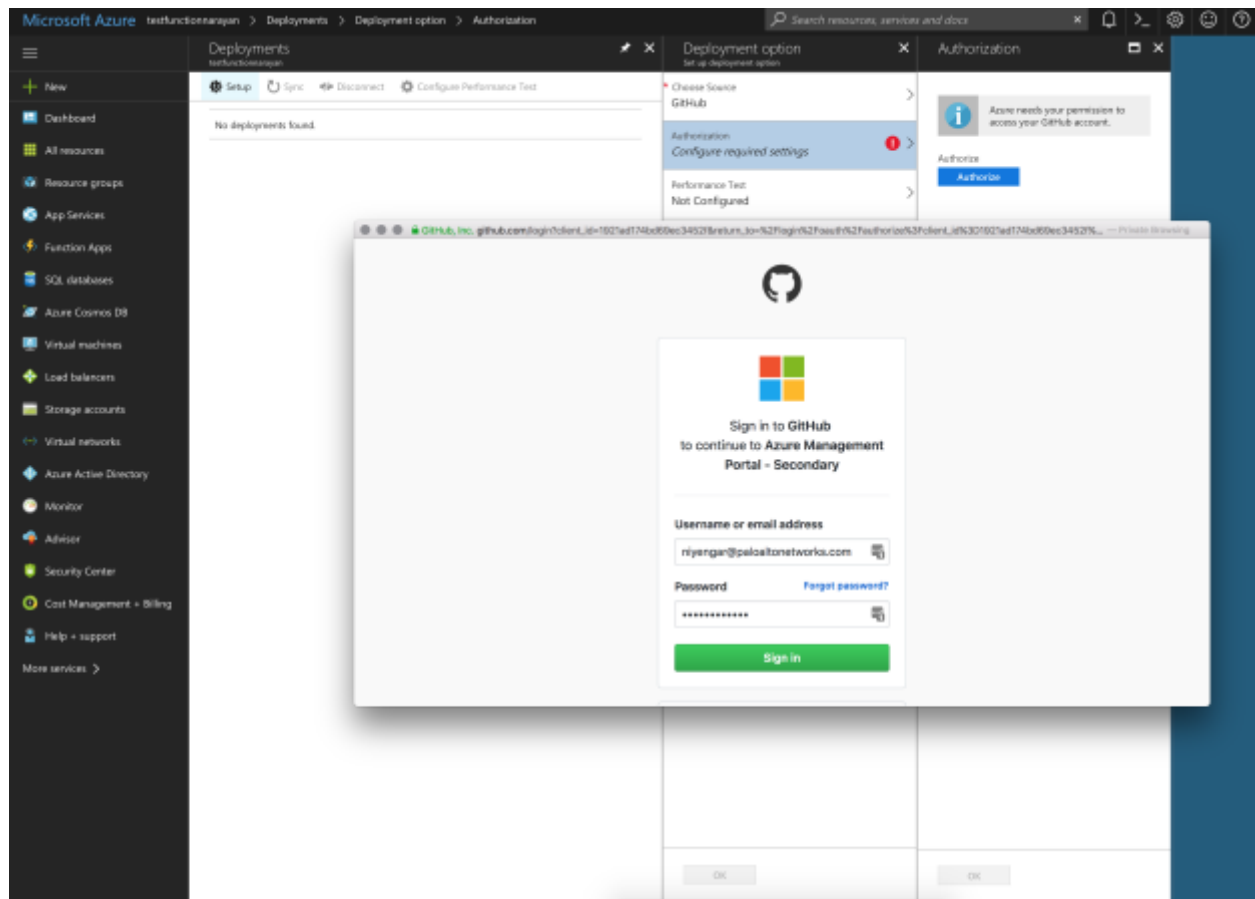 Microsoft Azure testfunctionnarayan > Deployments > Deployment option > Authorization
Search resources, services and docs
Deployments
testfunctionnarayan
Setup Sync Disconnect Configure Performance Test
No deployments found.
New
Dashboard
All resources
Resource groups
App Services
Function Apps
SQL databases
Azure Cosmos DB
Virtual machines
Load balancers
Storage accounts
Virtual networks
Azure Active Directory
Monitor
Advisor
Security Center
Cost Management + Billing
Help + support
More services >
Deployment option
Set up deployment option
* Choose Source
GitHub
Authorization
Configure required settings
Performance Test
Not Configured
OK
Authorization
Azure needs your permission to
access your GitHub account.
Authorize
Authorize
OK
GitHub, Inc. — Private Browsing
Sign in to GitHub
to continue to Azure Management
Portal - Secondary
Username or email address
niyengar@paloaltonetworks.com
Password Forgot password?
Sign in